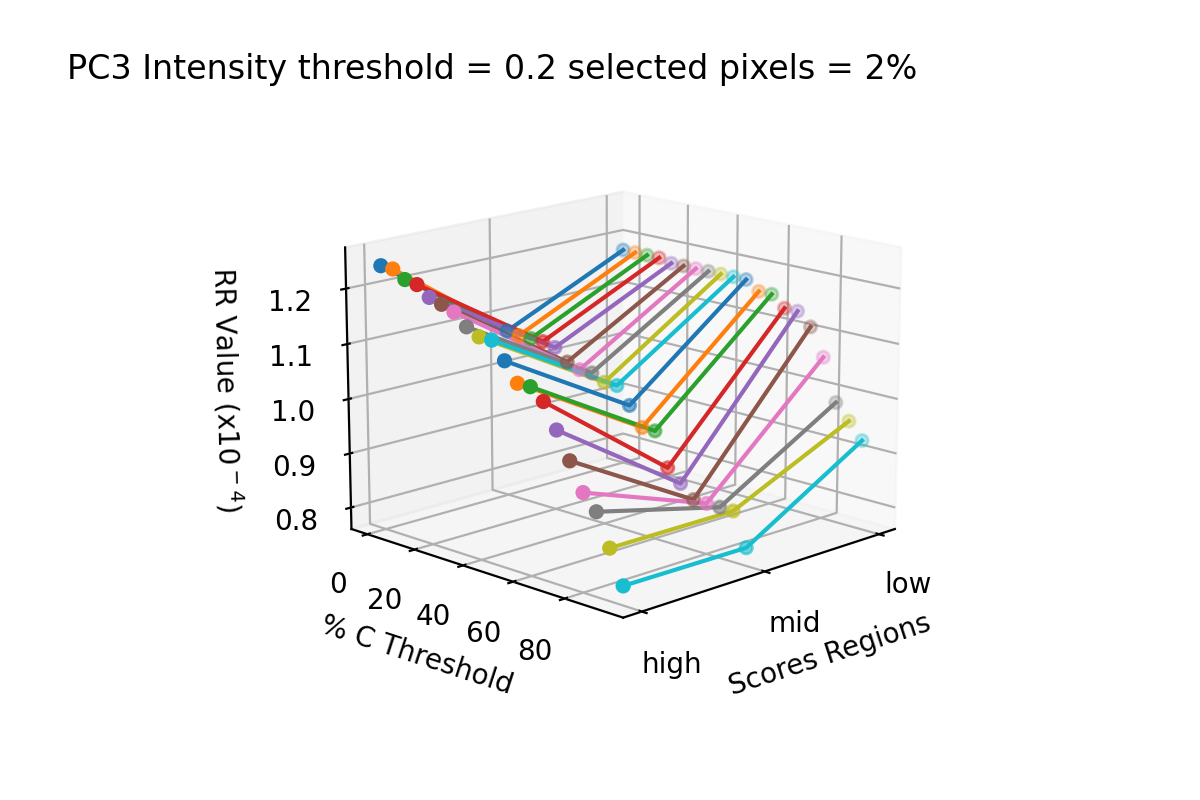 PC3 Intensity threshold = 0.2 selected pixels = 2%
RR Value (x10⁻⁴)
1.2
1.1
1.0
0.9
0.8
0
20
40
60
80
% C Threshold
high
mid
low
Scores Regions